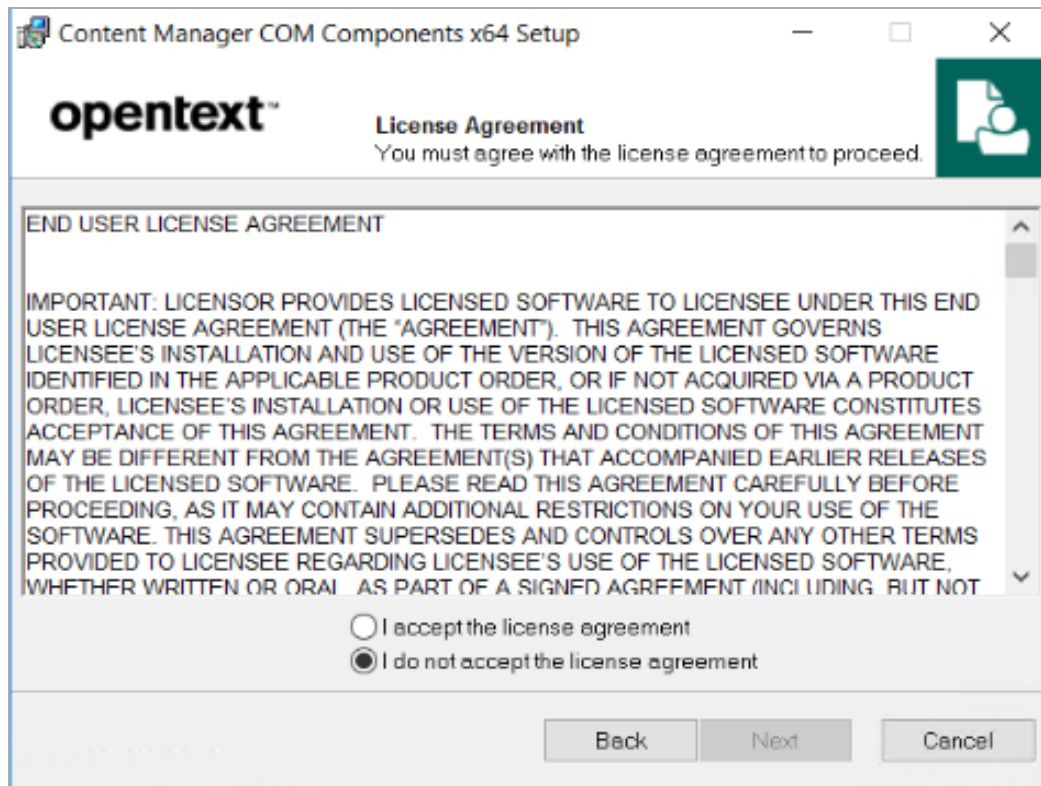 Content Manager COM Components x64 Setup
opentext™
License Agreement
You must agree with the license agreement to proceed.
END USER LICENSE AGREEMENT
IMPORTANT: LICENSOR PROVIDES LICENSED SOFTWARE TO LICENSEE UNDER THIS END
USER LICENSE AGREEMENT (THE "AGREEMENT"). THIS AGREEMENT GOVERNS
LICENSEE'S INSTALLATION AND USE OF THE VERSION OF THE LICENSED SOFTWARE
IDENTIFIED IN THE APPLICABLE PRODUCT ORDER, OR IF NOT ACQUIRED VIA A PRODUCT
ORDER, LICENSEE'S INSTALLATION OR USE OF THE LICENSED SOFTWARE CONSTITUTES
ACCEPTANCE OF THIS AGREEMENT. THE TERMS AND CONDITIONS OF THIS AGREEMENT
MAY BE DIFFERENT FROM THE AGREEMENT(S) THAT ACCOMPANIED EARLIER RELEASES
OF THE LICENSED SOFTWARE. PLEASE READ THIS AGREEMENT CAREFULLY BEFORE
PROCEEDING, AS IT MAY CONTAIN ADDITIONAL RESTRICTIONS ON YOUR USE OF THE
SOFTWARE. THIS AGREEMENT SUPERSEDES AND CONTROLS OVER ANY OTHER TERMS
PROVIDED TO LICENSEE REGARDING LICENSEE'S USE OF THE LICENSED SOFTWARE,
WHETHER WRITTEN OR ORAL, AS PART OF A SIGNED AGREEMENT (INCLUDING, BUT NOT
I accept the license agreement
I do not accept the license agreement
Back
Next
Cancel